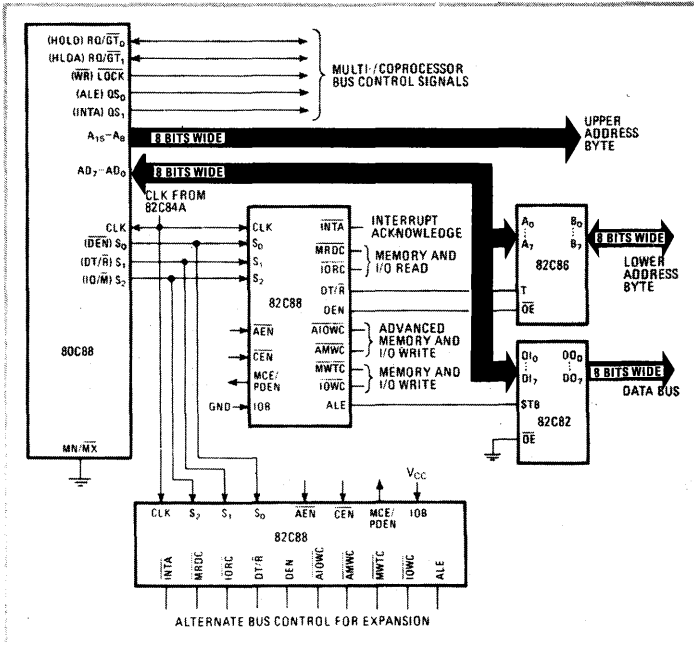 (HOLD) RQ/GT0
(HLDA) RQ/GT1
(WR) LOCK
(ALE) QS0
(INTA) QS1
MULTI-/COPROCESSOR
BUS CONTROL SIGNALS
A15–A8
8 BITS WIDE
UPPER
ADDRESS
BYTE
AD7–AD0
8 BITS WIDE
CLK FROM
82C84A
CLK
(DEN) S0
(DT/R) S1
(IO/M) S2
80C88
MN/MX
CLK
S0
S1
S2
82C88
AEN
CEN
MCE/
PDEN
GND
IOB
INTA
INTERRUPT
ACKNOWLEDGE
MRDC
IORC
MEMORY AND
I/O READ
DT/R
DEN
AIOWC
AMWC
ADVANCED
MEMORY AND
I/O WRITE
MWTC
IOWC
MEMORY AND
I/O WRITE
ALE
A0
A7
B0
B7
82C86
T
OE
8 BITS WIDE
LOWER
ADDRESS
BYTE
DI0
DI7
DO0
DO7
STB
82C82
OE
8 BITS WIDE
DATA BUS
VCC
CLK
S2
S1
S0
AEN
CEN
MCE/
PDEN
IOB
82C88
INTA
MRDC
IORC
DT/R
DEN
AIOWC
AMWC
MWTC
IOWC
ALE
ALTERNATE BUS CONTROL FOR EXPANSION